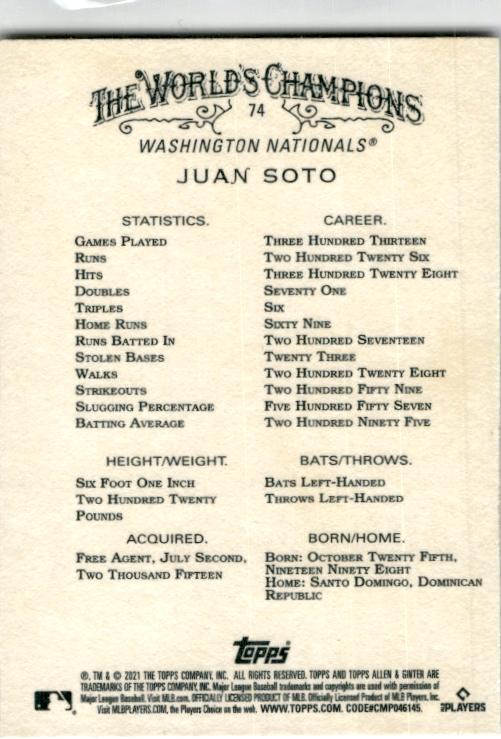 THE WORLD'S CHAMPIONS
74
WASHINGTON NATIONALS®
JUAN SOTO
STATISTICS. CAREER.
GAMES PLAYED THREE HUNDRED THIRTEEN
RUNS TWO HUNDRED TWENTY SIX
HITS THREE HUNDRED TWENTY EIGHT
DOUBLES SEVENTY ONE
TRIPLES SIX
HOME RUNS SIXTY NINE
RUNS BATTED IN TWO HUNDRED SEVENTEEN
STOLEN BASES TWENTY THREE
WALKS TWO HUNDRED TWENTY EIGHT
STRIKEOUTS TWO HUNDRED FIFTY NINE
SLUGGING PERCENTAGE FIVE HUNDRED FIFTY SEVEN
BATTING AVERAGE TWO HUNDRED NINETY FIVE
HEIGHT/WEIGHT. BATS/THROWS.
SIX FOOT ONE INCH BATS LEFT-HANDED
TWO HUNDRED TWENTY THROWS LEFT-HANDED
POUNDS
ACQUIRED. BORN/HOME.
FREE AGENT, JULY SECOND, BORN: OCTOBER TWENTY FIFTH,
TWO THOUSAND FIFTEEN NINETEEN NINETY EIGHT
HOME: SANTO DOMINGO, DOMINICAN
REPUBLIC
TOPPS
®, TM & © 2021 THE TOPPS COMPANY, INC. ALL RIGHTS RESERVED. TOPPS AND TOPPS ALLEN & GINTER ARE
TRADEMARKS OF THE TOPPS COMPANY, INC. Major League Baseball trademarks and copyrights are used with permission of
Major League Baseball. Visit MLB.com. OFFICIALLY LICENSED PRODUCT OF MLB. Officially Licensed Product of MLB Players, Inc.
Visit MLBPLAYERS.COM, the Players Choice on the web. WWW.TOPPS.COM. CODE#CMP046145.
PLAYERS